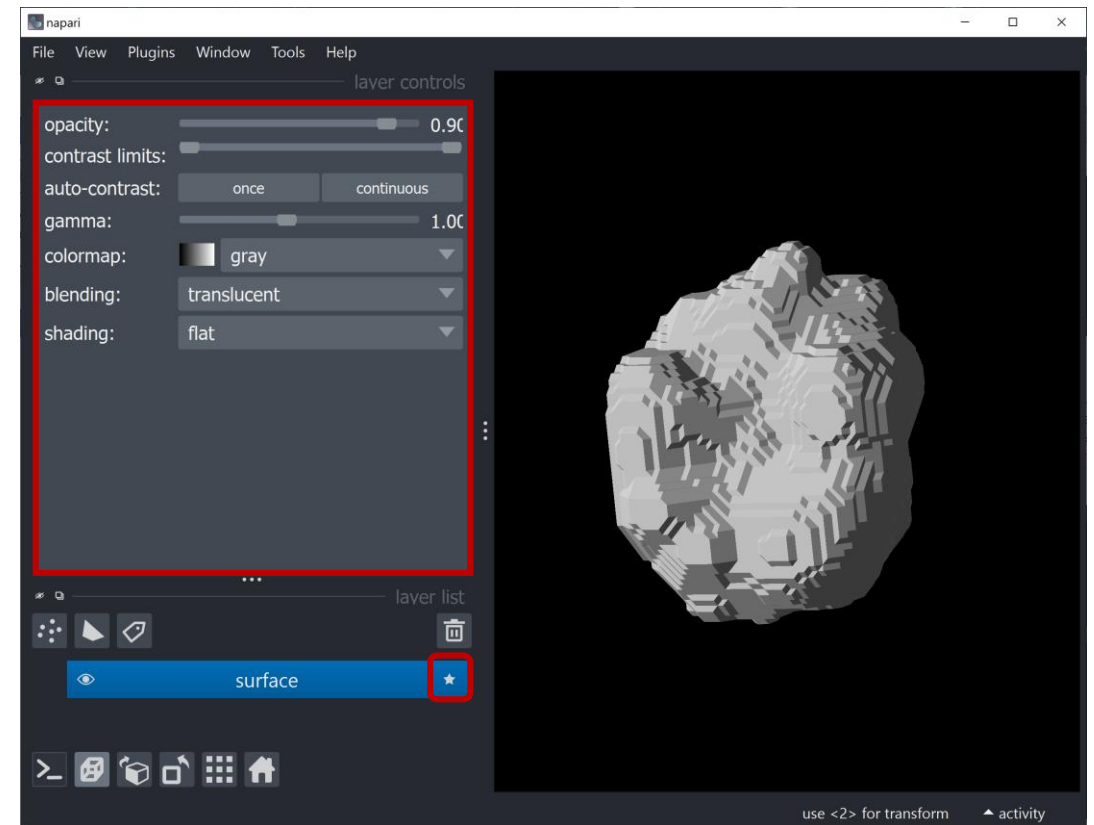 napari
File View Plugins Window Tools Help
layer controls
opacity: 0.90
contrast limits:
auto-contrast: once continuous
gamma: 1.00
colormap: gray
blending: translucent
shading: flat
layer list
surface
use <2> for transform activity